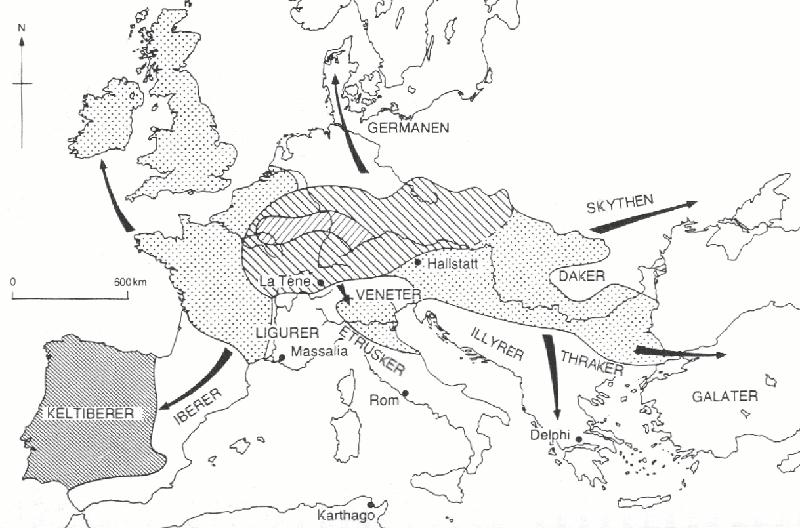 N
GERMANEN
SKYTHEN
Hallstatt
DAKER
La Tène
VENETER
0 500 km
LIGURER
ETRUSKER
ILLYRER
THRAKER
Massalia
IBERER
KELTIBERER
Rom
GALATER
Delphi
Karthago